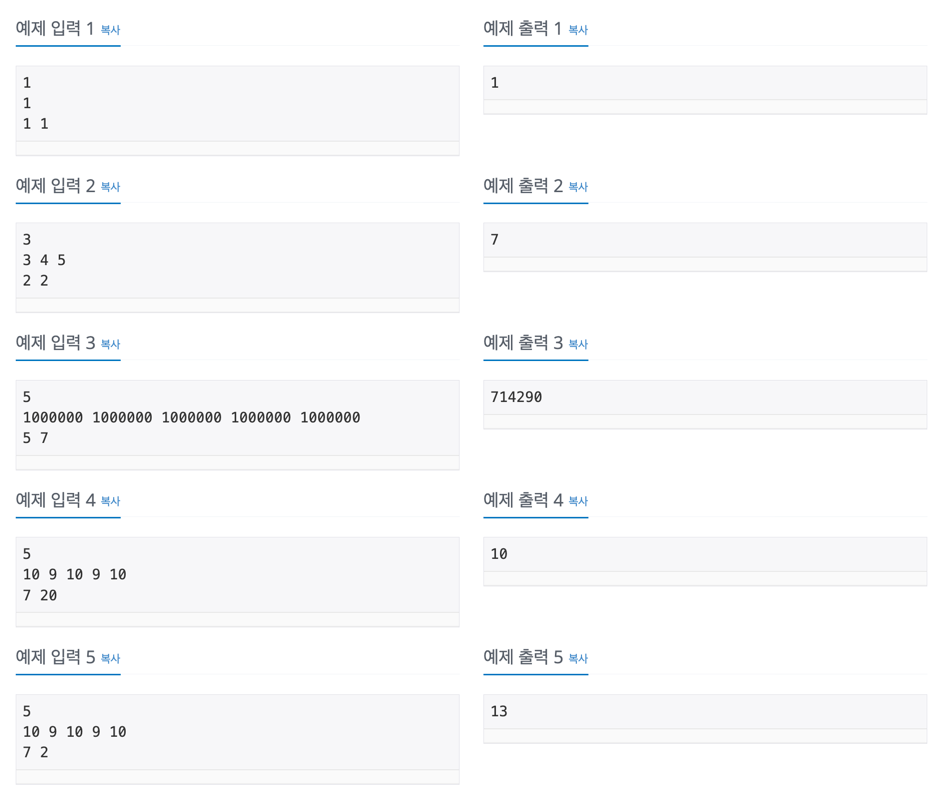 예제 입력 1 복사
1
1
1 1
예제 출력 1 복사
1
예제 입력 2 복사
3
3 4 5
2 2
예제 출력 2 복사
7
예제 입력 3 복사
5
1000000 1000000 1000000 1000000 1000000
5 7
예제 출력 3 복사
714290
예제 입력 4 복사
5
10 9 10 9 10
7 20
예제 출력 4 복사
10
예제 입력 5 복사
5
10 9 10 9 10
7 2
예제 출력 5 복사
13